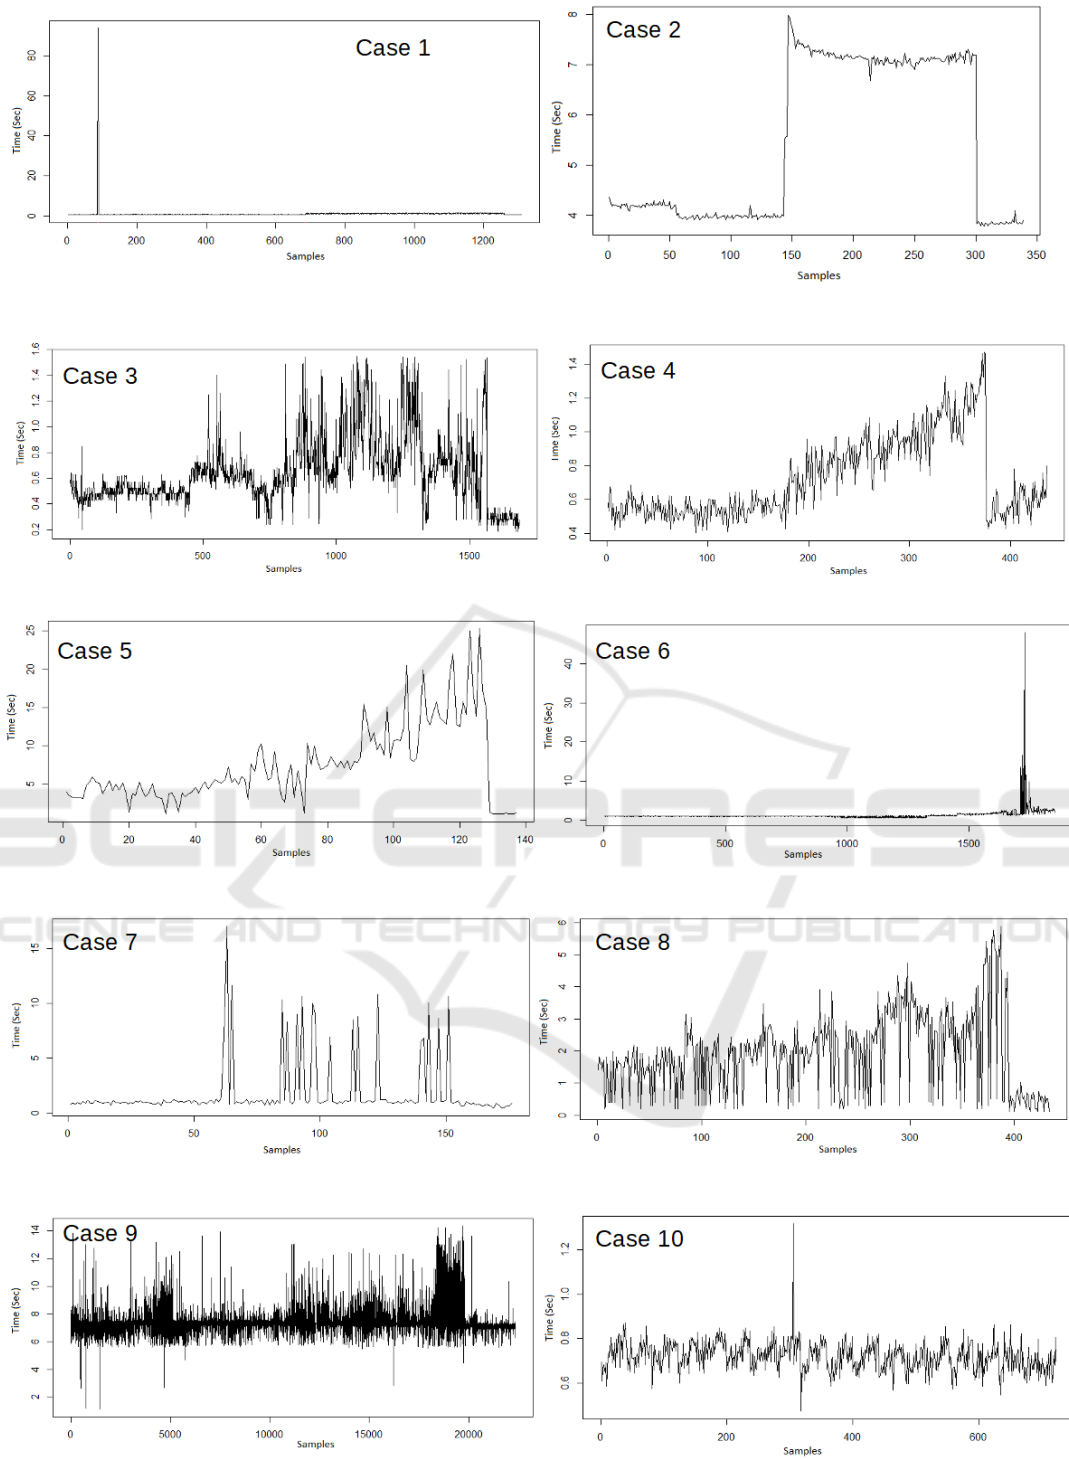 Case 1
80
60
40
20
0
Time (Sec)
0 200 400 600 800 1000 1200
Samples
Case 2
8
7
6
5
4
Time (Sec)
0 50 100 150 200 250 300 350
Samples
Case 3
1.6
1.4
1.2
1.0
0.8
0.6
0.4
0.2
Time (Sec)
0 500 1000 1500
Samples
Case 4
1.4
1.2
1.0
0.8
0.6
0.4
Time (Sec)
0 100 200 300 400
Samples
Case 5
25
20
15
10
5
Time (Sec)
0 20 40 60 80 100 120 140
Samples
Case 6
40
30
20
10
0
Time (Sec)
0 500 1000 1500
Samples
SCITEPRESS
SCIENCE AND TECHNOLOGY PUBLICATIONS
Case 7
15
10
5
0
Time (Sec)
0 50 100 150
Samples
Case 8
6
5
4
3
2
1
0
Time (Sec)
0 100 200 300 400
Samples
Case 9
14
12
10
8
6
4
2
Time (Sec)
0 5000 10000 15000 20000
Samples
Case 10
1.2
1.0
0.8
0.6
Time (Sec)
0 200 400 600
Samples